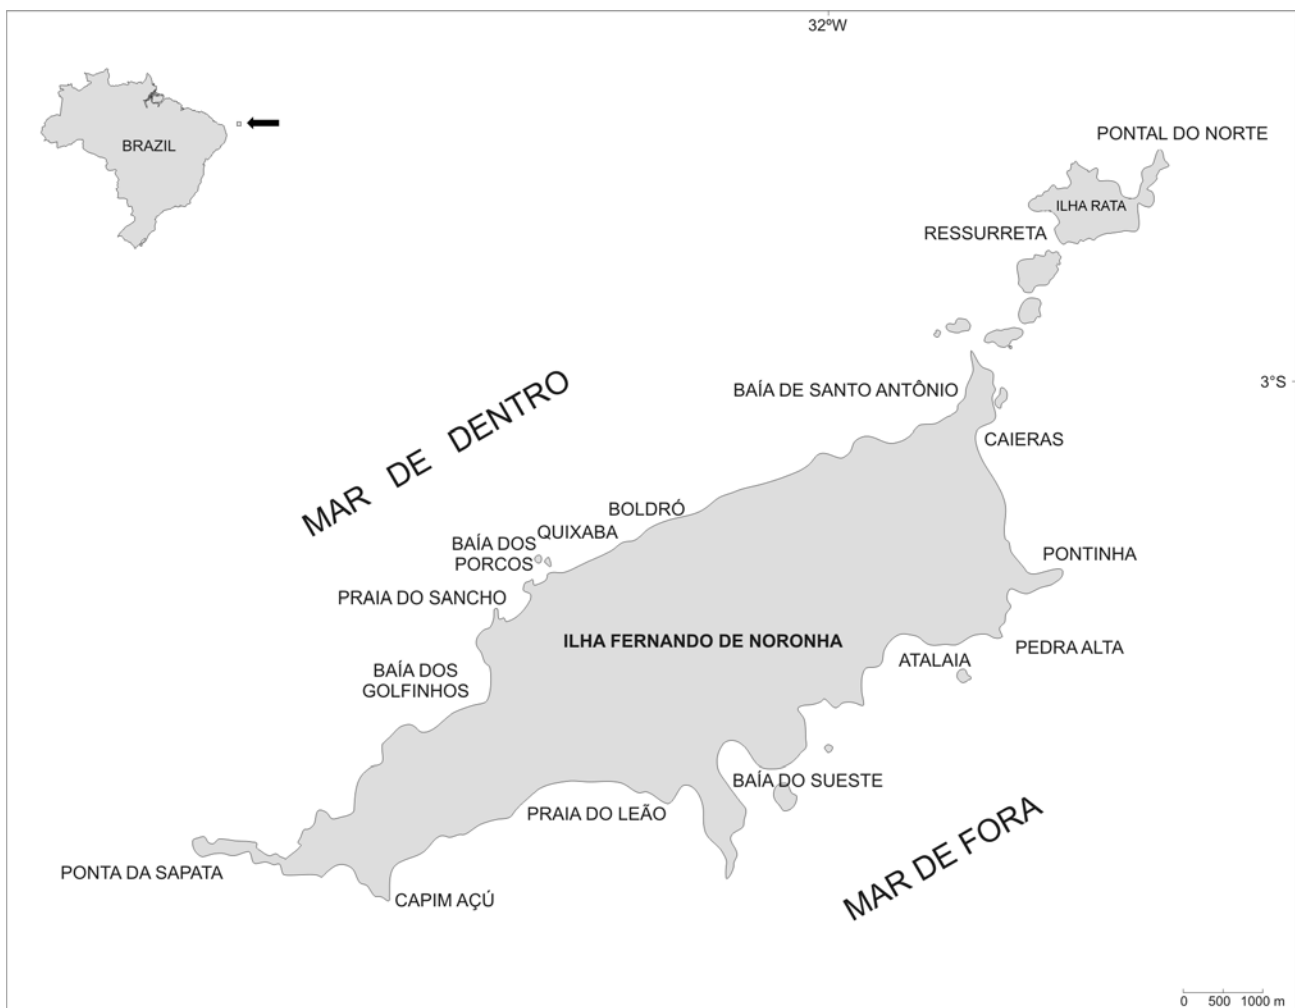 32ºW
BRAZIL
PONTAL DO NORTE
ILHA RATA
RESSURRETA
3°S
BAÍA DE SANTO ANTÔNIO
CAIERAS
MAR DE DENTRO
BOLDRÓ
QUIXABA
BAÍA DOS
PORCOS
PONTINHA
PRAIA DO SANCHO
ILHA FERNANDO DE NORONHA
PEDRA ALTA
ATALAIA
BAÍA DOS
GOLFINHOS
BAÍA DO SUESTE
PRAIA DO LEÃO
MAR DE FORA
PONTA DA SAPATA
CAPIM AÇÚ
0 500 1000 m